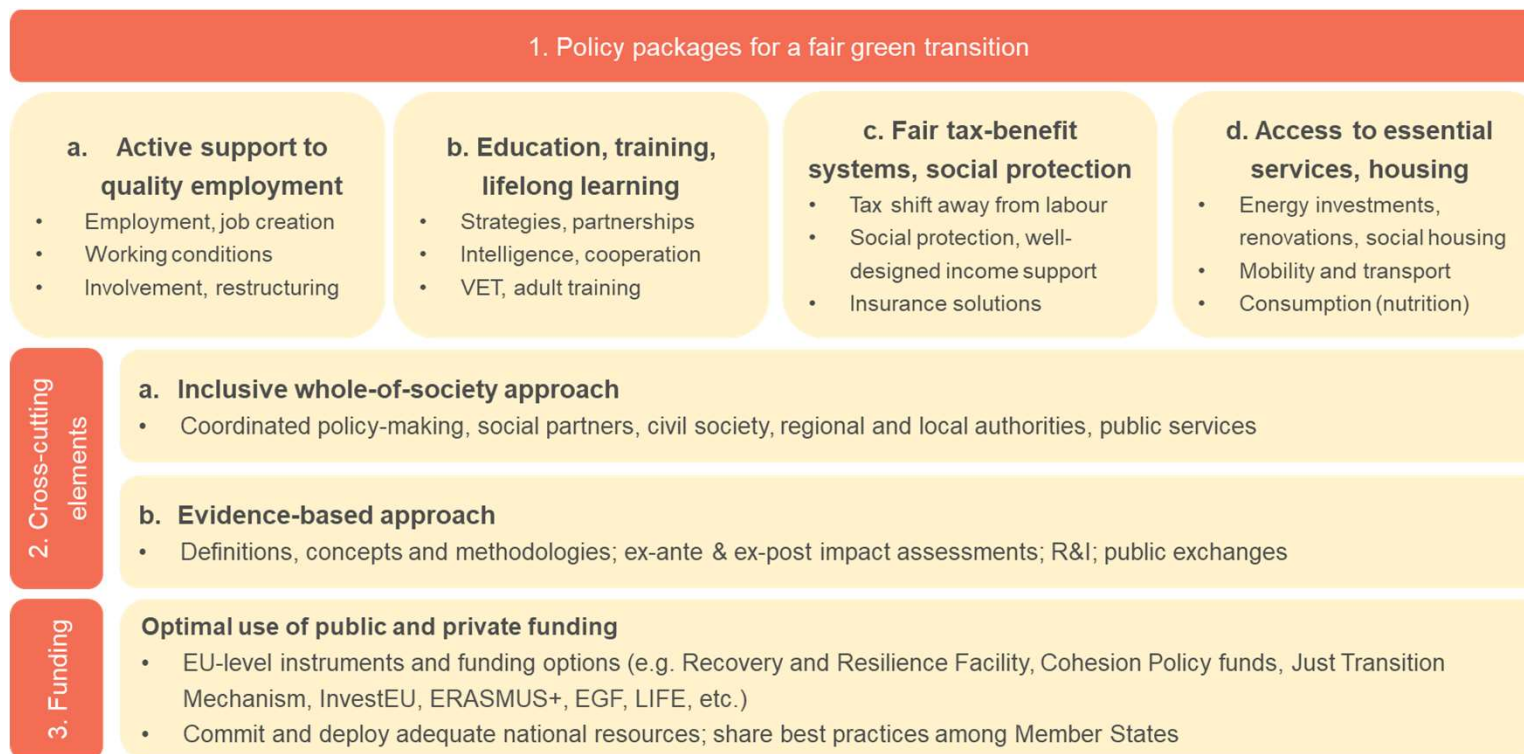 1. Policy packages for a fair green transition
a. Active support to
quality employment
• Employment, job creation
• Working conditions
• Involvement, restructuring
b. Education, training,
lifelong learning
• Strategies, partnerships
• Intelligence, cooperation
• VET, adult training
c. Fair tax-benefit
systems, social protection
• Tax shift away from labour
• Social protection, well-
designed income support
• Insurance solutions
d. Access to essential
services, housing
• Energy investments,
renovations, social housing
• Mobility and transport
• Consumption (nutrition)
2. Cross-cutting
elements
a. Inclusive whole-of-society approach
• Coordinated policy-making, social partners, civil society, regional and local authorities, public services
b. Evidence-based approach
• Definitions, concepts and methodologies; ex-ante & ex-post impact assessments; R&I; public exchanges
3. Funding
Optimal use of public and private funding
• EU-level instruments and funding options (e.g. Recovery and Resilience Facility, Cohesion Policy funds, Just Transition
Mechanism, InvestEU, ERASMUS+, EGF, LIFE, etc.)
• Commit and deploy adequate national resources; share best practices among Member States